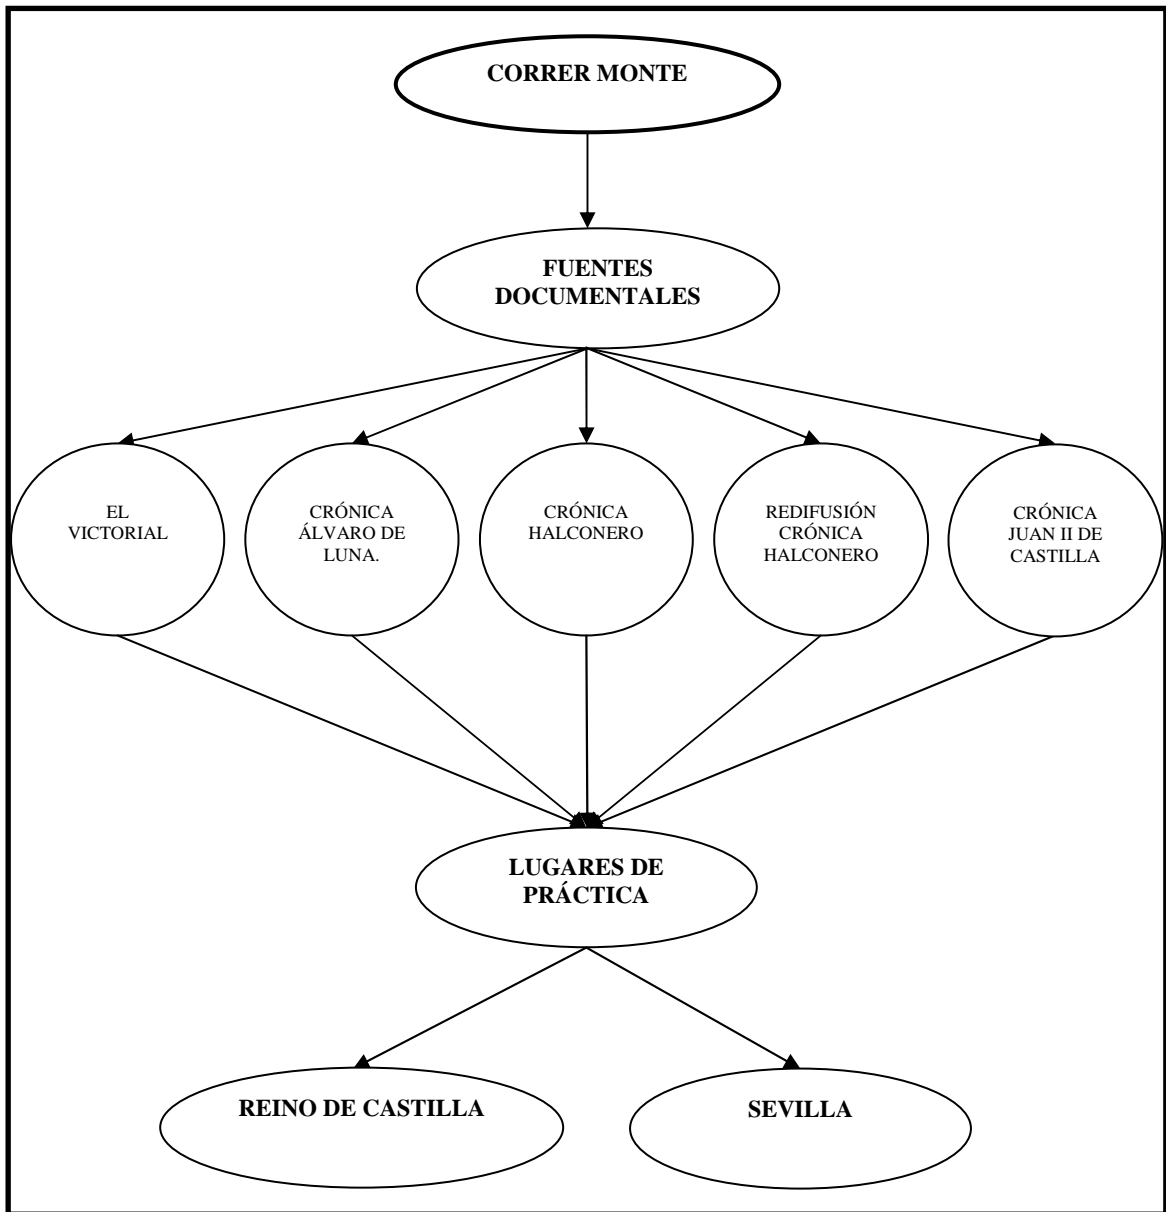 CORRER MONTE
FUENTES
DOCUMENTALES
EL
VICTORIAL
CRÓNICA
ÁLVARO DE
LUNA.
CRÓNICA
HALCONERO
REDIFUSIÓN
CRÓNICA
HALCONERO
CRÓNICA
JUAN II DE
CASTILLA
LUGARES DE
PRÁCTICA
REINO DE CASTILLA
SEVILLA